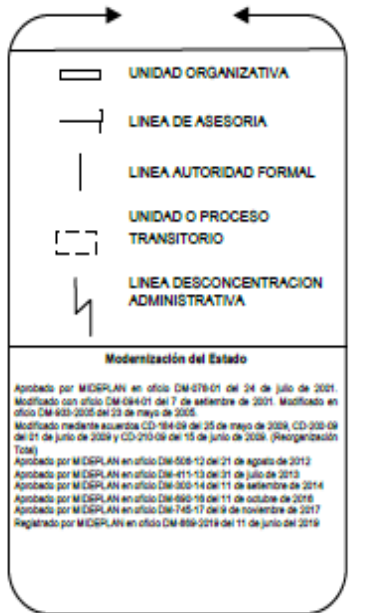 UNIDAD ORGANIZATIVA
LINEA DE ASESORIA
LINEA AUTORIDAD FORMAL
UNIDAD O PROCESO
TRANSITORIO
LINEA DESCONCENTRACION
ADMINISTRATIVA
Modernización del Estado
Aprobado por MIDEPLAN en oficio DM-078-01 del 24 de julio de 2001.
Modificado con oficio DM-094-01 del 7 de setiembre de 2001. Modificado en
oficio DM-933-2005 del 23 de mayo de 2005.
Modificado mediante acuerdos CD-184-09 del 25 de mayo de 2009, CD-200-09
del 01 de junio de 2009 y CD-210-09 del 15 de junio de 2009. (Reorganización
Total)
Aprobado por MIDEPLAN en oficio DM-506-12 del 21 de agosto de 2012
Aprobado por MIDEPLAN en oficio DM-411-13 del 31 de julio de 2013
Aprobado por MIDEPLAN en oficio DM-300-14 del 11 de setiembre de 2014
Aprobado por MIDEPLAN en oficio DM-690-16 del 11 de octubre de 2016
Aprobado por MIDEPLAN en oficio DM-745-17 del 9 de noviembre de 2017
Registrado por MIDEPLAN en oficio DM-869-2019 del 11 de junio del 2019